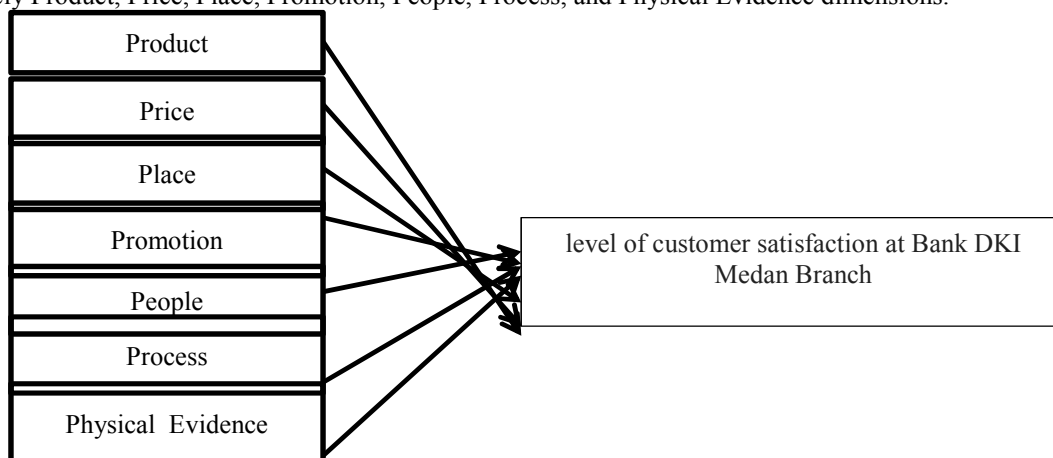 Product, Price, Place, Promotion, People, Process, and Physical Evidence dimensions.
Product
Price
Place
Promotion
People
Process
Physical Evidence
level of customer satisfaction at Bank DKI
Medan Branch